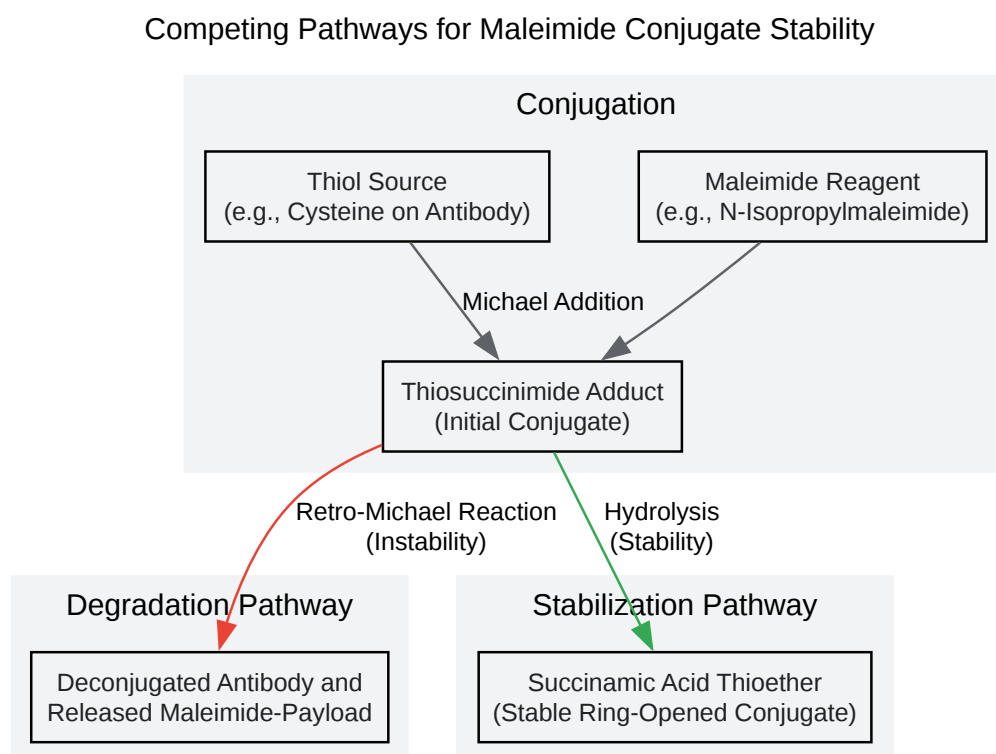 Competing Pathways for Maleimide Conjugate Stability
Conjugation
Thiol Source
(e.g., Cysteine on Antibody)
Maleimide Reagent
(e.g., N-Isopropylmaleimide)
Michael Addition
Thiosuccinimide Adduct
(Initial Conjugate)
Retro-Michael Reaction
(Instability)
Hydrolysis
(Stability)
Degradation Pathway
Deconjugated Antibody and
Released Maleimide-Payload
Stabilization Pathway
Succinamic Acid Thioether
(Stable Ring-Opened Conjugate)